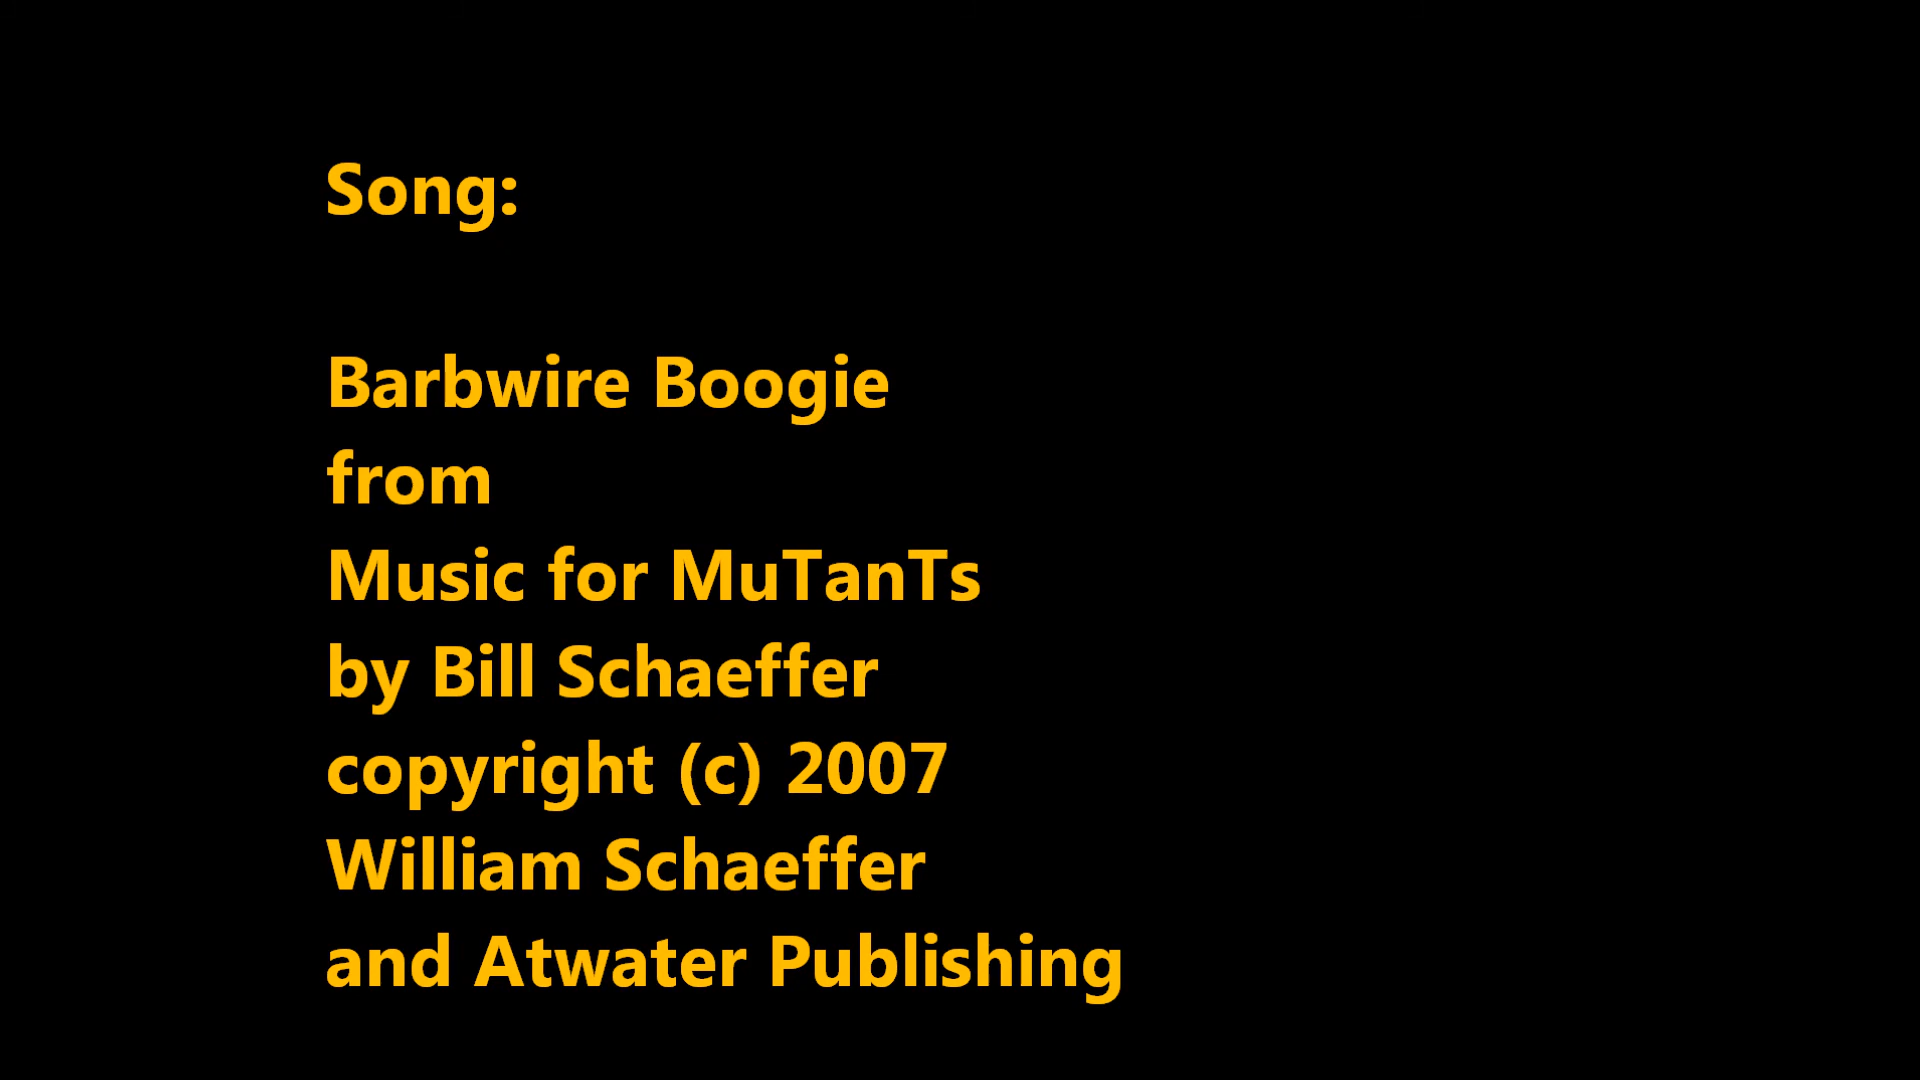 Song:
Barbwire Boogie
from
Music for MuTanTs
by Bill Schaeffer
copyright (c) 2007
William Schaeffer
and Atwater Publishing